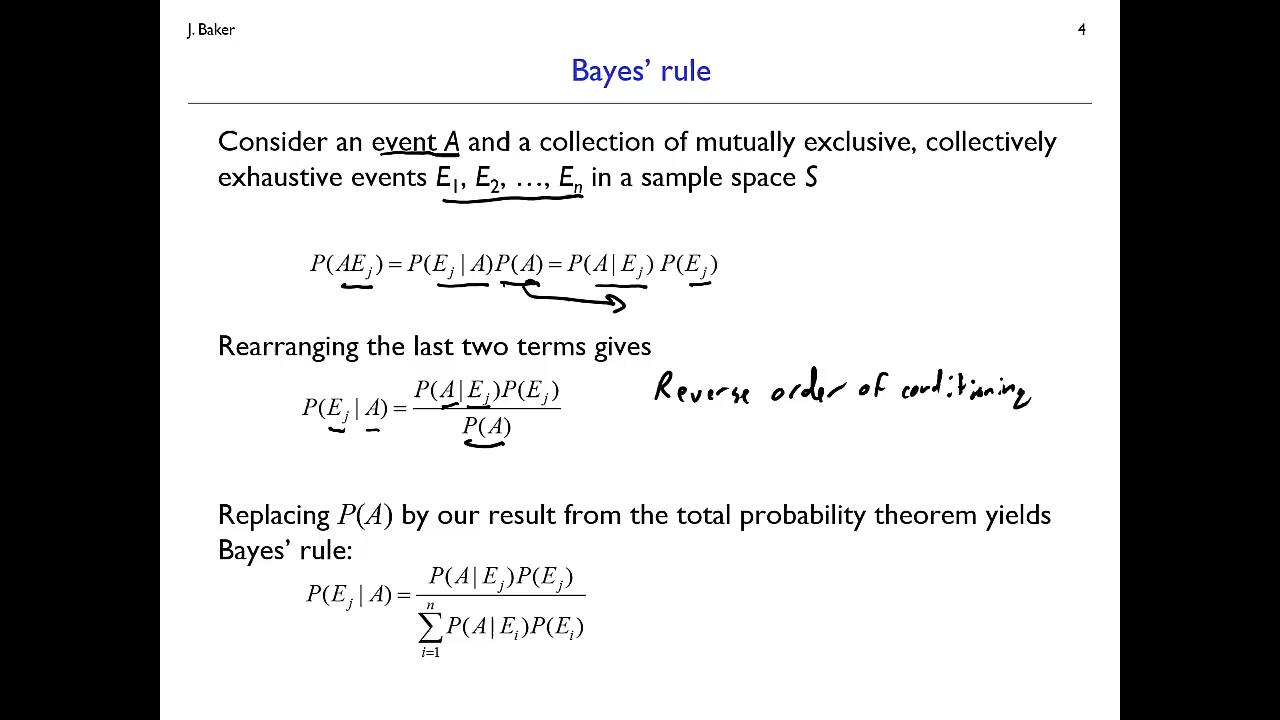 J. Baker 4
Bayes’ rule
Consider an event A and a collection of mutually exclusive, collectively
exhaustive events E₁, E₂, …, Eₙ in a sample space S
P(AEⱼ) = P(Eⱼ | A)P(A) = P(A | Eⱼ) P(Eⱼ)
Rearranging the last two terms gives
P(Eⱼ | A) = P(A | Eⱼ)P(Eⱼ) / P(A)
Reverse order of conditioning
Replacing P(A) by our result from the total probability theorem yields
Bayes’ rule:
P(Eⱼ | A) = P(A | Eⱼ)P(Eⱼ) / ∑ⁿᵢ₌₁ P(A | Eᵢ)P(Eᵢ)